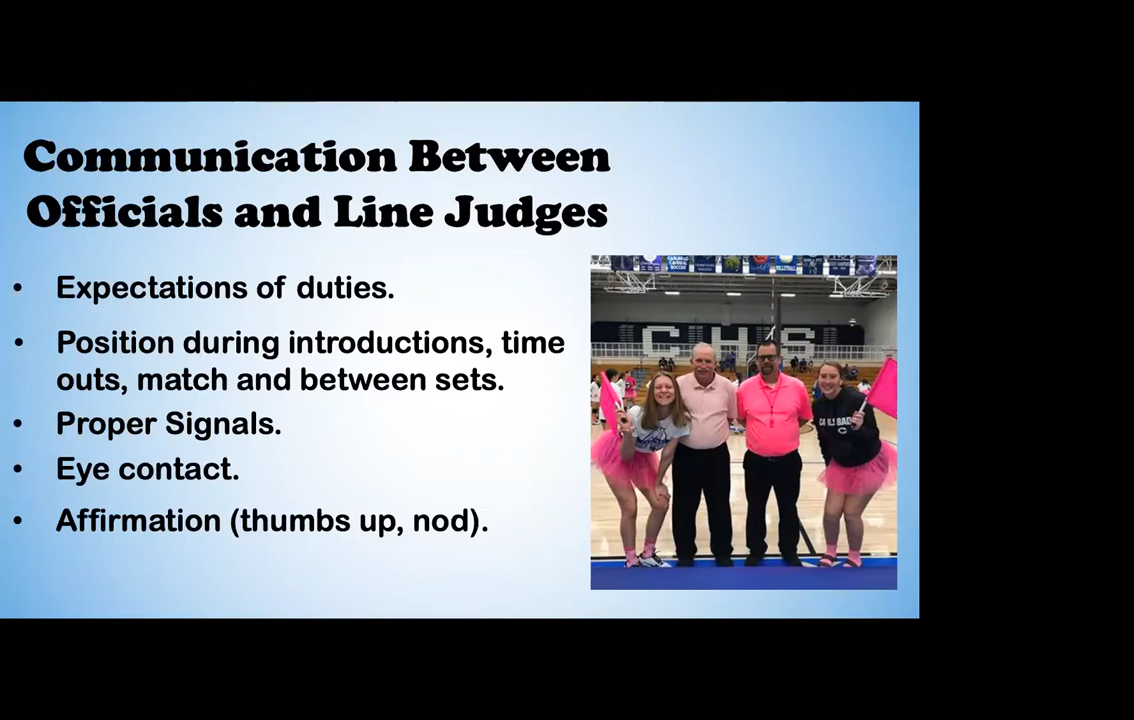 Communication Between
Officials and Line Judges
• Expectations of duties.
• Position during introductions, time
outs, match and between sets.
• Proper Signals.
• Eye contact.
• Affirmation (thumbs up, nod).
CHS